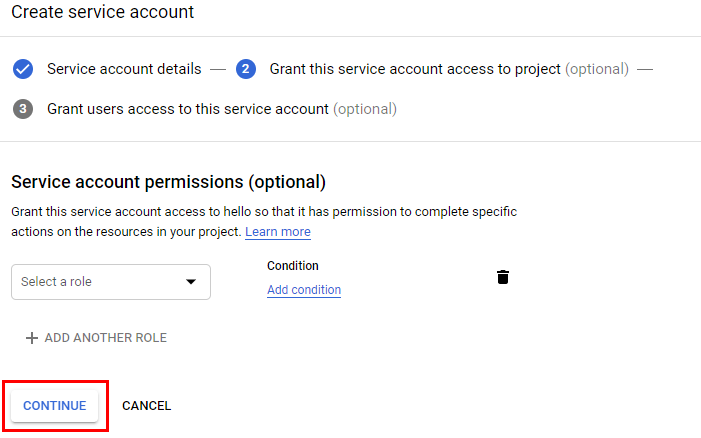 Create service account
Service account details — 2 Grant this service account access to project (optional) —
3 Grant users access to this service account (optional)
Service account permissions (optional)
Grant this service account access to hello so that it has permission to complete specific
actions on the resources in your project. Learn more
Condition
Select a role
Add condition
+ ADD ANOTHER ROLE
CONTINUE CANCEL